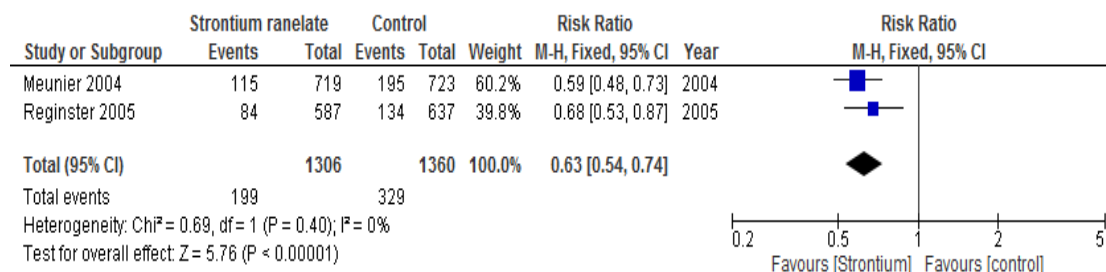 Strontium ranelate Control Risk Ratio Risk Ratio
Study or Subgroup Events Total Events Total Weight M-H, Fixed, 95% CI Year M-H, Fixed, 95% CI
Meunier 2004 115 719 195 723 60.2% 0.59 [0.48, 0.73] 2004
Reginster 2005 84 587 134 637 39.8% 0.68 [0.53, 0.87] 2005
Total (95% CI) 1306 1360 100.0% 0.63 [0.54, 0.74]
Total events 199 329
Heterogeneity: Chi² = 0.69, df = 1 (P = 0.40); I² = 0%
Test for overall effect: Z = 5.76 (P < 0.00001)
0.2 0.5 1 2 5
Favours [Strontium] Favours [control]